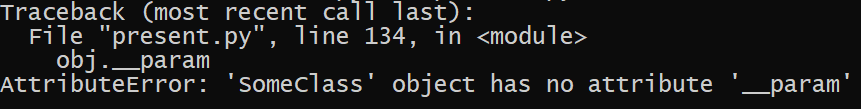 Traceback (most recent call last):
  File "present.py", line 134, in <module>
    obj.__param
AttributeError: 'SomeClass' object has no attribute '__param'